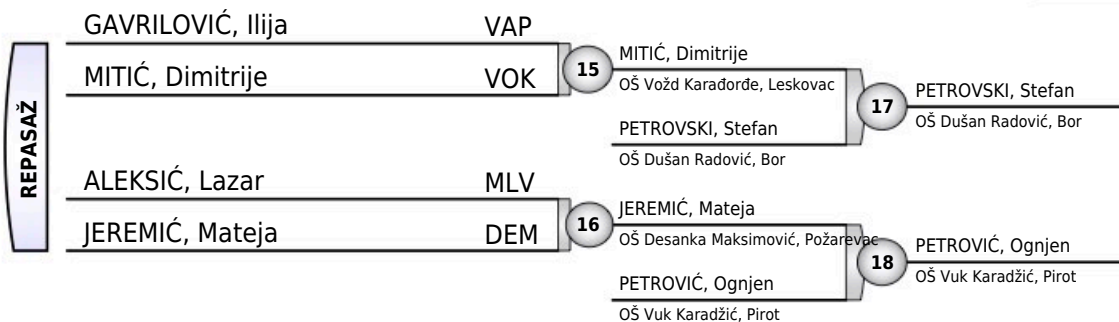 REPASAŽ
GAVRILOVIĆ, Ilija VAP
MITIĆ, Dimitrije VOK
15
MITIĆ, Dimitrije
OŠ Vožd Karađorđe, Leskovac
PETROVSKI, Stefan
OŠ Dušan Radović, Bor
17
PETROVSKI, Stefan
OŠ Dušan Radović, Bor
ALEKSIĆ, Lazar MLV
JEREMIĆ, Mateja DEM
16
JEREMIĆ, Mateja
OŠ Desanka Maksimović, Požarevac
PETROVIĆ, Ognjen
OŠ Vuk Karadžić, Pirot
18
PETROVIĆ, Ognjen
OŠ Vuk Karadžić, Pirot